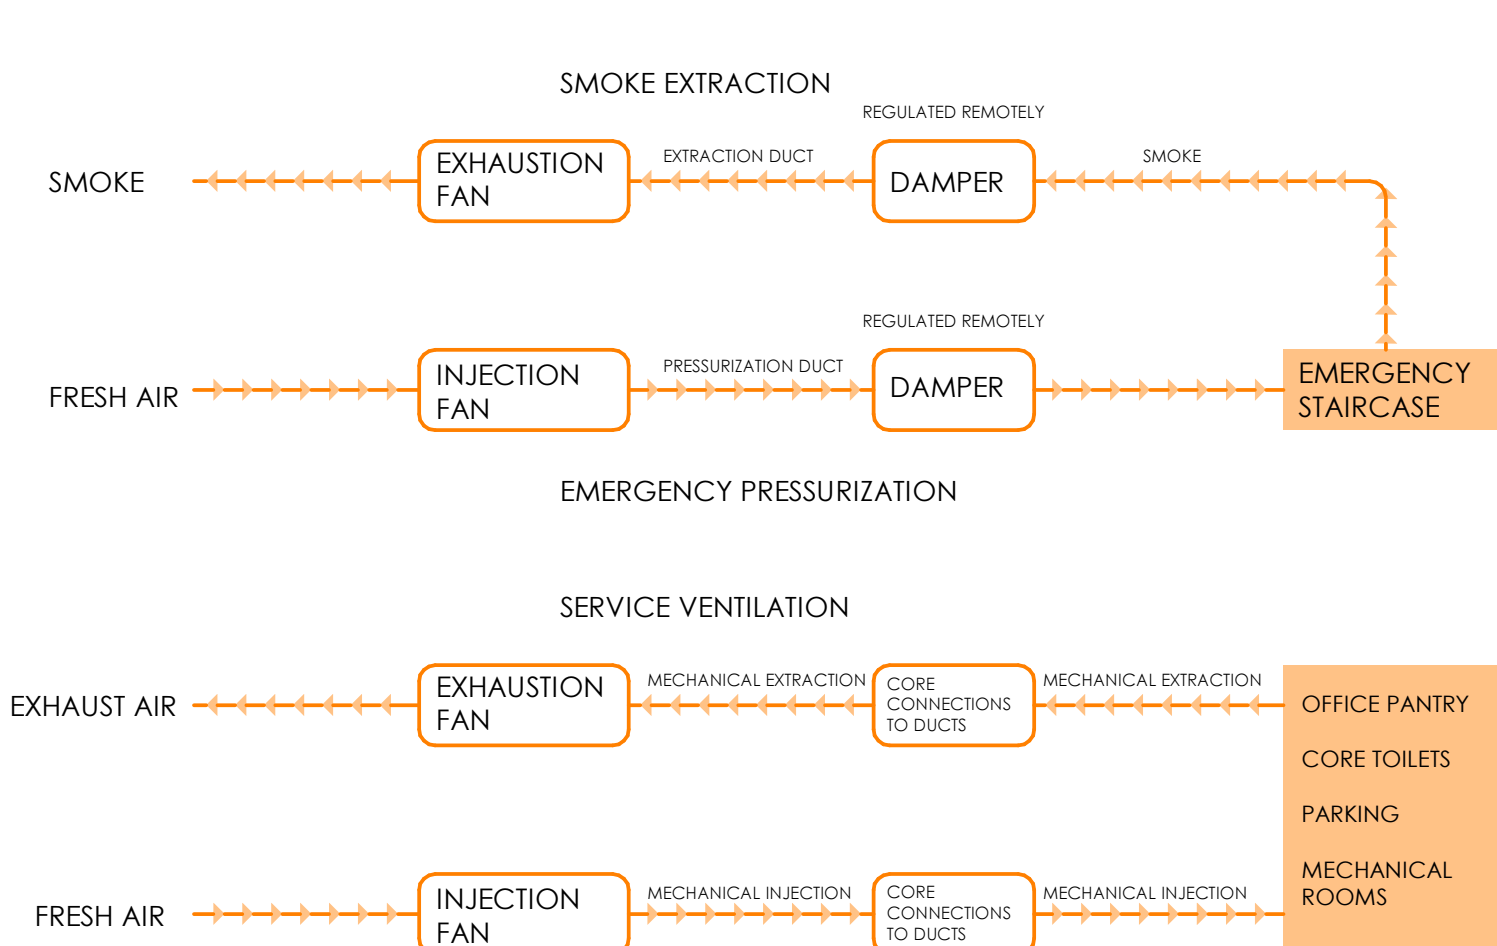 SMOKE EXTRACTION
REGULATED REMOTELY
SMOKE
EXHAUSTION
FAN
EXTRACTION DUCT
DAMPER
SMOKE
REGULATED REMOTELY
FRESH AIR
INJECTION
FAN
PRESSURIZATION DUCT
DAMPER
EMERGENCY
STAIRCASE
EMERGENCY PRESSURIZATION
SERVICE VENTILATION
EXHAUST AIR
EXHAUSTION
FAN
MECHANICAL EXTRACTION
CORE
CONNECTIONS
TO DUCTS
MECHANICAL EXTRACTION
OFFICE PANTRY
CORE TOILETS
PARKING
MECHANICAL
ROOMS
FRESH AIR
INJECTION
FAN
MECHANICAL INJECTION
CORE
CONNECTIONS
TO DUCTS
MECHANICAL INJECTION